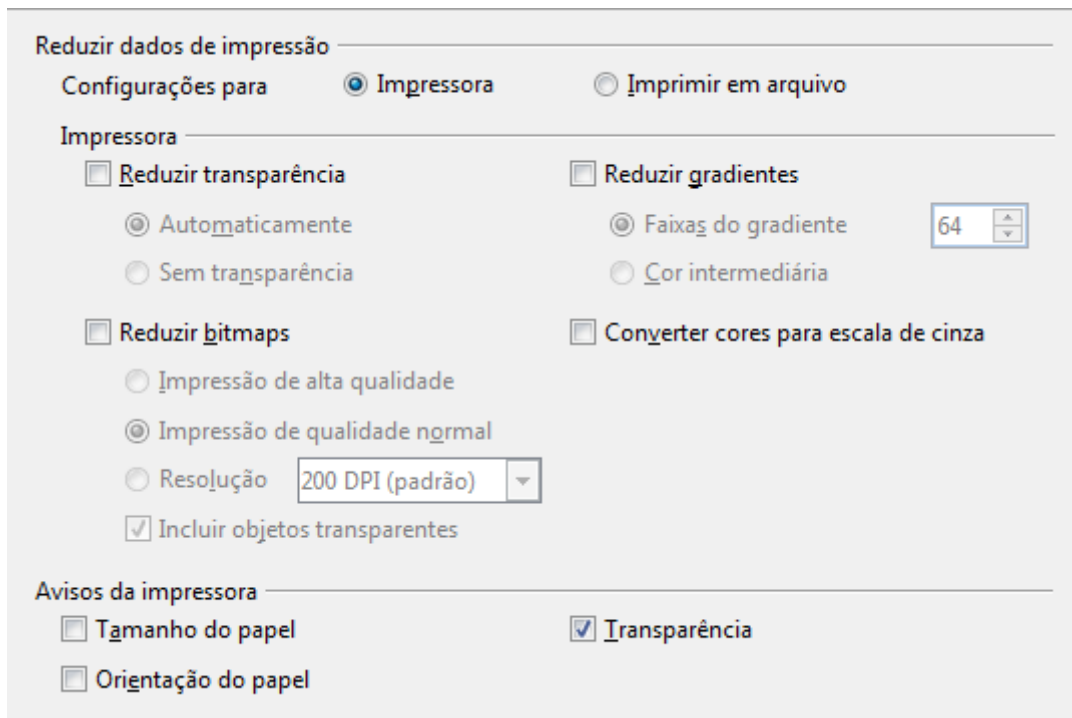 Reduzir dados de impressão
Configurações para Impressora Imprimir em arquivo
Impressora
Reduzir transparência Reduzir gradientes
Automaticamente Faixas do gradiente 64
Sem transparência Cor intermediária
Reduzir bitmaps Converter cores para escala de cinza
Impressão de alta qualidade
Impressão de qualidade normal
Resolução 200 DPI (padrão)
Incluir objetos transparentes
Avisos da impressora
Tamanho do papel Transparência
Orientação do papel